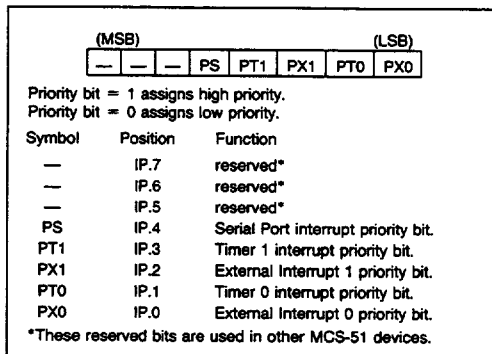 (MSB) (LSB)
— — — PS PT1 PX1 PT0 PX0
Priority bit = 1 assigns high priority.
Priority bit = 0 assigns low priority.
Symbol Position Function
— IP.7 reserved*
— IP.6 reserved*
— IP.5 reserved*
PS IP.4 Serial Port interrupt priority bit.
PT1 IP.3 Timer 1 interrupt priority bit.
PX1 IP.2 External Interrupt 1 priority bit.
PT0 IP.1 Timer 0 interrupt priority bit.
PX0 IP.0 External Interrupt 0 priority bit.
*These reserved bits are used in other MCS-51 devices.